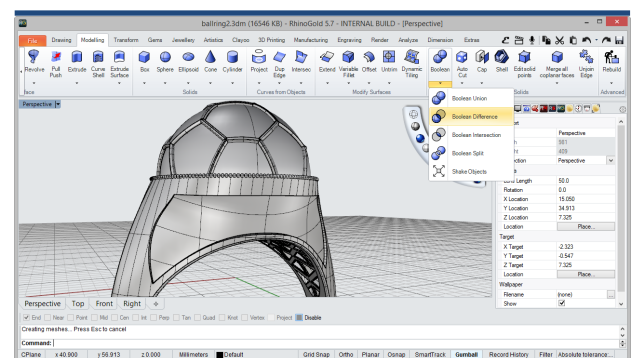 ballring2.3dm (16546 KB) - RhinoGold 5.7 - INTERNAL BUILD - [Perspective]
File Drawing Modelling Transform Gems Jewellery Artistics Clayoo 3D Printing Manufacturing Engraving Render Analyze Dimension Extras
Revolve Pull Push Extrude Curve Shell Extrude Surface Box Sphere Ellipsoid Cone Cylinder Project Dup Edge Intersec Extend Variable Fillet Offset Untrim Dynamic Tiling Boolean Auto Cut Cap Shell Edit solid points Merge all coplanar faces Unjoin Edge Rebuild
face Solids Curves from Objects Modify Surfaces Solids Advanced
Boolean Union
Boolean Difference
Boolean Intersection
Boolean Split
Shake Objects
Perspective
Perspective
981
409
Perspective
Length 50.0
Rotation 0.0
X Location 15.050
Y Location 34.913
Z Location 7.325
Location Place...
Target
X Target -2.323
Y Target -0.547
Z Target 7.325
Location Place...
Wallpaper
Filename (none) ...
Show
Perspective Top Front Right
End Near Point Mid Cen Int Perp Tan Quad Knot Vertex Project Disable
Creating meshes... Press Esc to cancel
Command:
CPlane x 40.900 y 56.913 z 0.000 Millimeters Default Grid Snap Ortho Planar Osnap SmartTrack Gumball Record History Filter Absolute tolerance:...